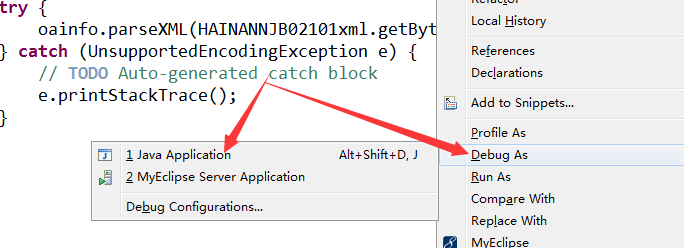 try {
oainfo.parseXML(HAINANNJB02101xml.getByt
} catch (UnsupportedEncodingException e) {
// TODO Auto-generated catch block
e.printStackTrace();
}
1 Java Application Alt+Shift+D, J
2 MyEclipse Server Application
Debug Configurations...
Refactor
Local History
References
Declarations
Add to Snippets...
Profile As
Debug As
Run As
Compare With
Replace With
MyEclipse